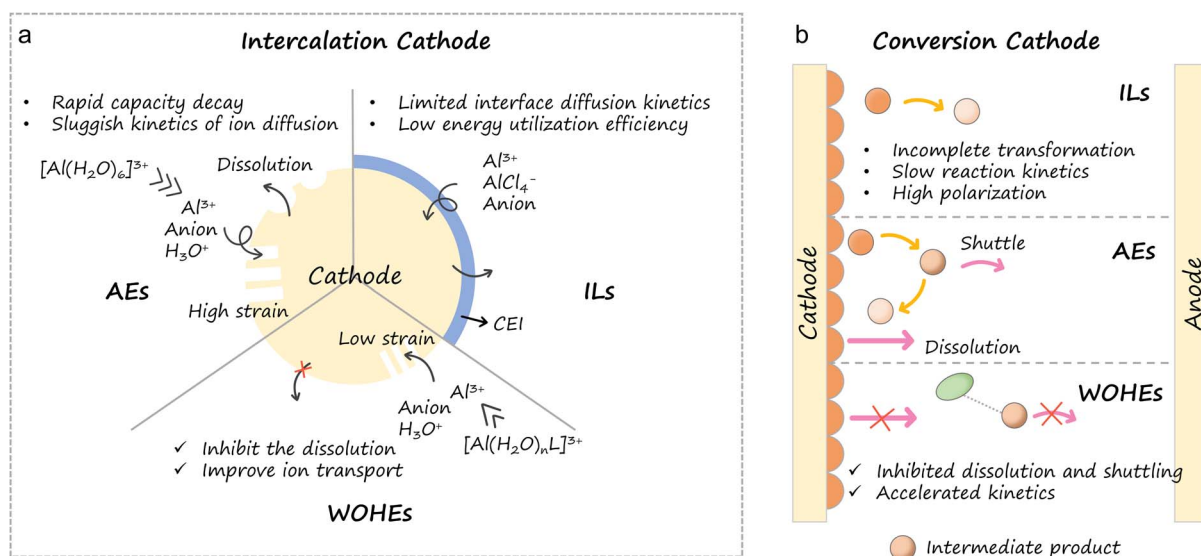 a
Intercalation Cathode
• Rapid capacity decay
• Sluggish kinetics of ion diffusion
• Limited interface diffusion kinetics
• Low energy utilization efficiency
[Al(H₂O)₆]³⁺
Dissolution
Al³⁺
Anion
H₃O⁺
Al³⁺
AlCl₄⁻
Anion
Cathode
AEs
ILs
High strain
Low strain
CEI
Al³⁺
Anion
H₃O⁺
[Al(H₂O)ₙL]³⁺
✓ Inhibit the dissolution
✓ Improve ion transport
WOHEs
b
Conversion Cathode
Cathode
Anode
ILs
• Incomplete transformation
• Slow reaction kinetics
• High polarization
AEs
Shuttle
Dissolution
WOHEs
✓ Inhibited dissolution and shuttling
✓ Accelerated kinetics
Intermediate product